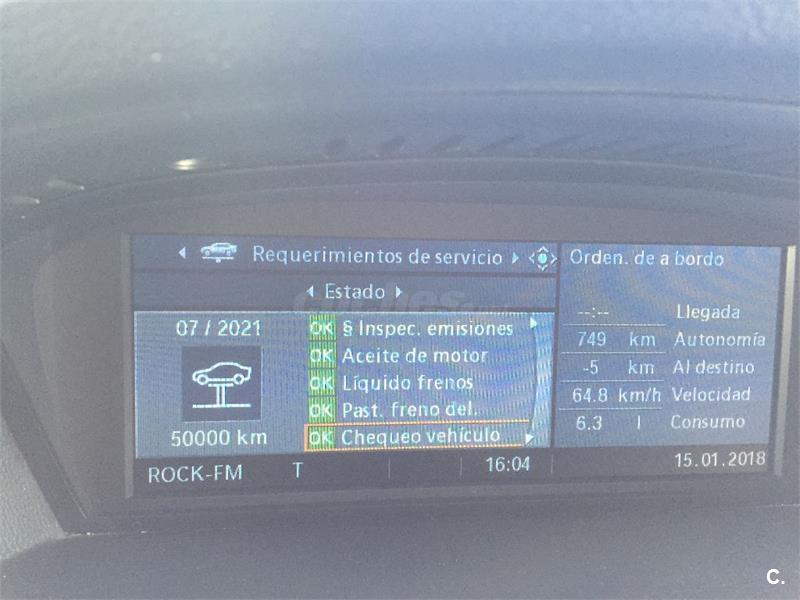 Requerimientos de servicio
Estado
07 / 2021
50000 km
OK § Inspec. emisiones
OK Aceite de motor
OK Líquido frenos
OK Past. freno del.
OK Chequeo vehículo
Orden. de a bordo
--:-- Llegada
749 km Autonomía
-5 km Al destino
64.8 km/h Velocidad
6.3 l Consumo
ROCK-FM T 16:04 15.01.2018
C.